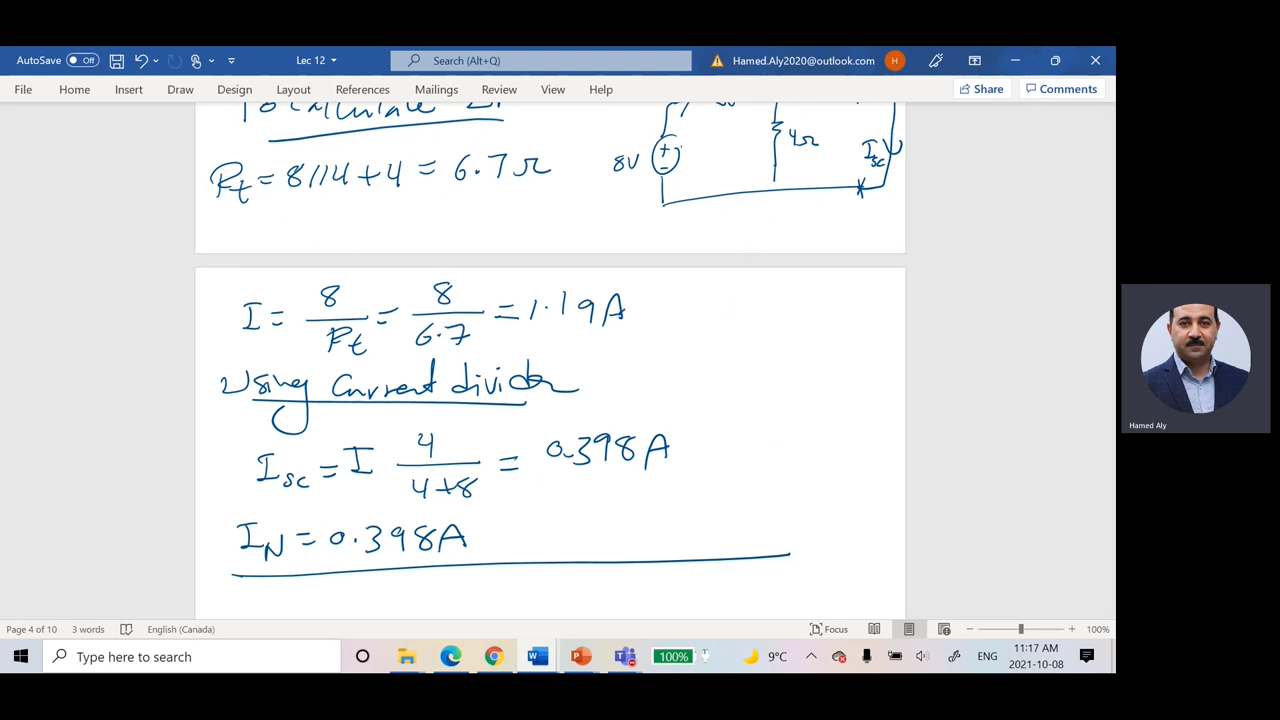 AutoSave Off Lec 12 Search (Alt+Q) Hamed.Aly2020@outlook.com H
File Home Insert Draw Design Layout References Mailings Review View Help Share Comments
To calculate
8V 4Ω Isc
Rt = 8//4+4 = 6.7Ω
I = 8/Rt = 8/6.7 = 1.19A
Using Current divider
Isc = I 4/4+8 = 0.398A
IN = 0.398A
Hamed Aly
Page 4 of 10 3 words English (Canada) Focus 100%
Type here to search 100% 9°C ENG 11:17 AM
2021-10-08